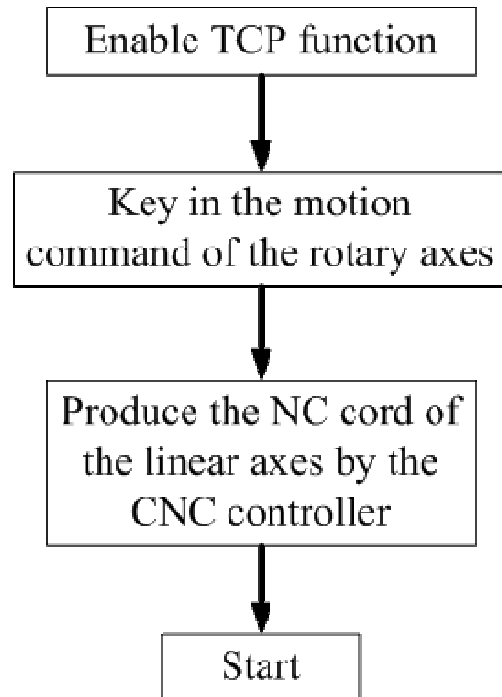 Enable TCP function
Key in the motion
command of the rotary axes
Produce the NC cord of
the linear axes by the
CNC controller
Start